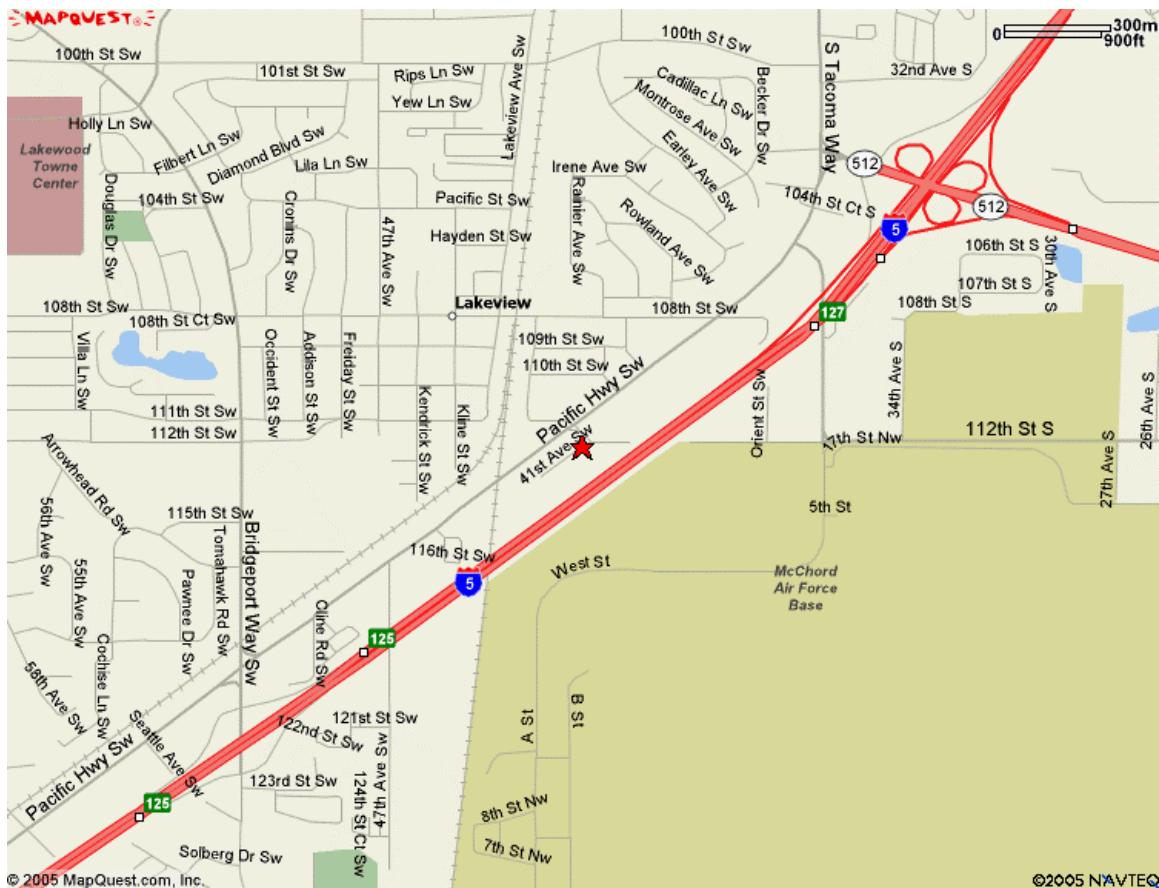 MAPQUEST
300m
0
900ft
100th St Sw
100th St Sw
S Tacoma Way
32nd Ave S
101st St Sw
Rips Ln Sw
Yew Ln Sw
Lakeview Ave Sw
Cadillac Ln Sw
Montrose Ave Sw
Becker Dr Sw
Holly Ln Sw
Lakewood
Towne
Center
Filbert Ln Sw
Diamond Blvd Sw
Lila Ln Sw
Irene Ave Sw
Earley Ave Sw
512
Douglas Dr Sw
104th St Sw
Cronins Dr Sw
Pacific St Sw
Rainier Ave Sw
Rowland Ave Sw
104th St Ct S
512
47th Ave Sw
Hayden St Sw
5
106th St S
30th Ave S
107th St S
108th St Sw
108th St Ct Sw
Lakeview
108th St Sw
127
108th St S
Villa Ln Sw
Occident St Sw
Addison St Sw
Freiday St Sw
109th St Sw
110th St Sw
Pacific Hwy Sw
Orient St Sw
34th Ave S
26th Ave S
111th St Sw
112th St Sw
Kendrick St Sw
Kline St Sw
41st Ave Sw
17th St Nw
112th St S
27th Ave S
Arrowhead Rd Sw
56th Ave Sw
115th St Sw
Bridgeport Way Sw
5th St
116th St Sw
5
West St
McChord
Air Force
Base
55th Ave Sw
Pawnee Dr Sw
Tomahawk Rd Sw
Cline Rd Sw
125
58th Ave Sw
Cochise Ln Sw
Seattle Ave Sw
121st St Sw
122nd St Sw
47th Ave Sw
A St
B St
Pacific Hwy Sw
123rd St Sw
124th St Ct Sw
125
8th St Nw
7th St Nw
Solberg Dr Sw
© 2005 MapQuest.com, Inc.
©2005 NAVTEQ